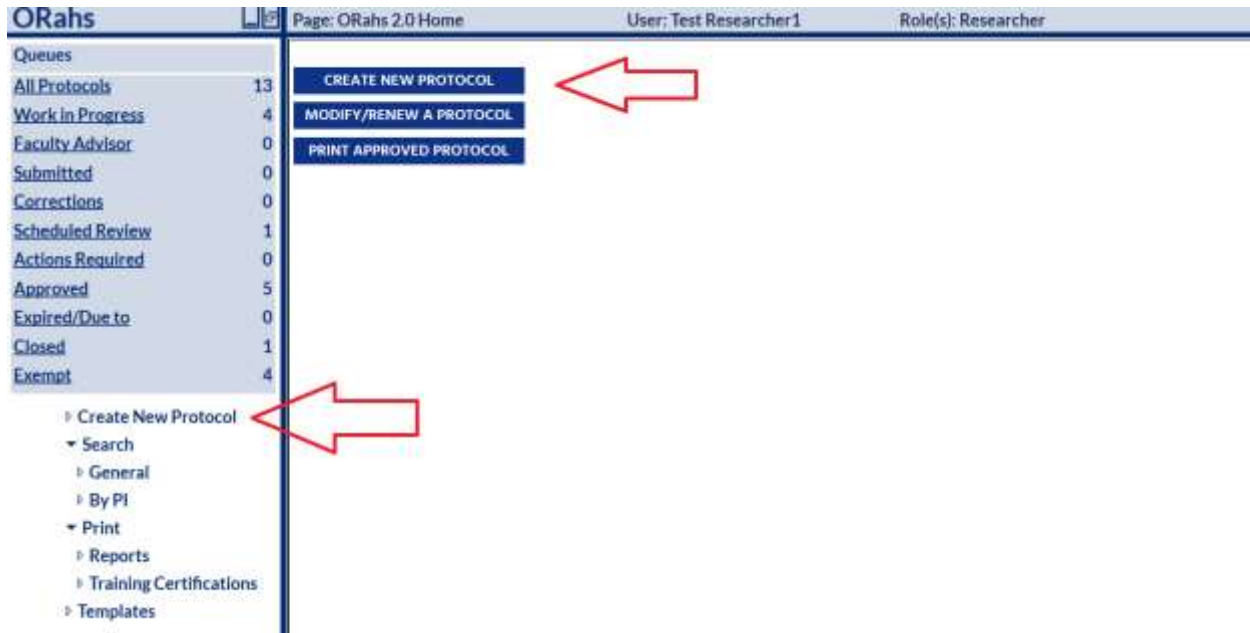 ORahs
Page: ORahs 2.0 Home User: Test Researcher1 Role(s): Researcher
Queues
All Protocols 13
Work in Progress 4
Faculty Advisor 0
Submitted 0
Corrections 0
Scheduled Review 1
Actions Required 0
Approved 5
Expired/Due to 0
Closed 1
Exempt 4
Create New Protocol
Search
General
By PI
Print
Reports
Training Certifications
Templates
CREATE NEW PROTOCOL
MODIFY/RENEW A PROTOCOL
PRINT APPROVED PROTOCOL